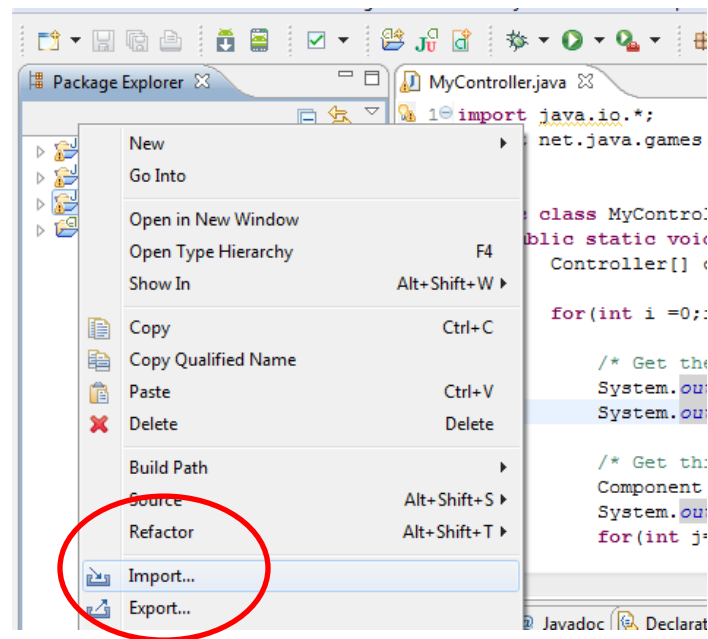 Package Explorer
MyController.java
1 import java.io.*;
net.java.games
New
Go Into
class MyControl
Open in New Window
blic static voi
Open Type Hierarchy F4
Controller[]
Show In Alt+Shift+W
for(int i =0;
Copy Ctrl+C
Copy Qualified Name
/* Get the
Paste Ctrl+V
System.ou
Delete Delete
System.ou
Build Path
/* Get thi
Source Alt+Shift+S
Component
System.ou
Refactor Alt+Shift+T
for(int j=
Import...
Export...
Javadoc Declarat